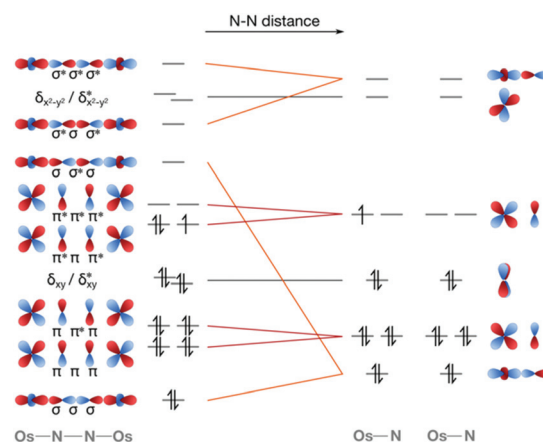 N-N distance
σ* σ* σ*
δx²-y² / δ*x²-y²
σ* σ σ*
σ σ* σ
π* π* π*
π* π π*
δxy / δ*xy
π π* π
π π π
σ σ σ
Os—N—N—Os Os—N Os—N